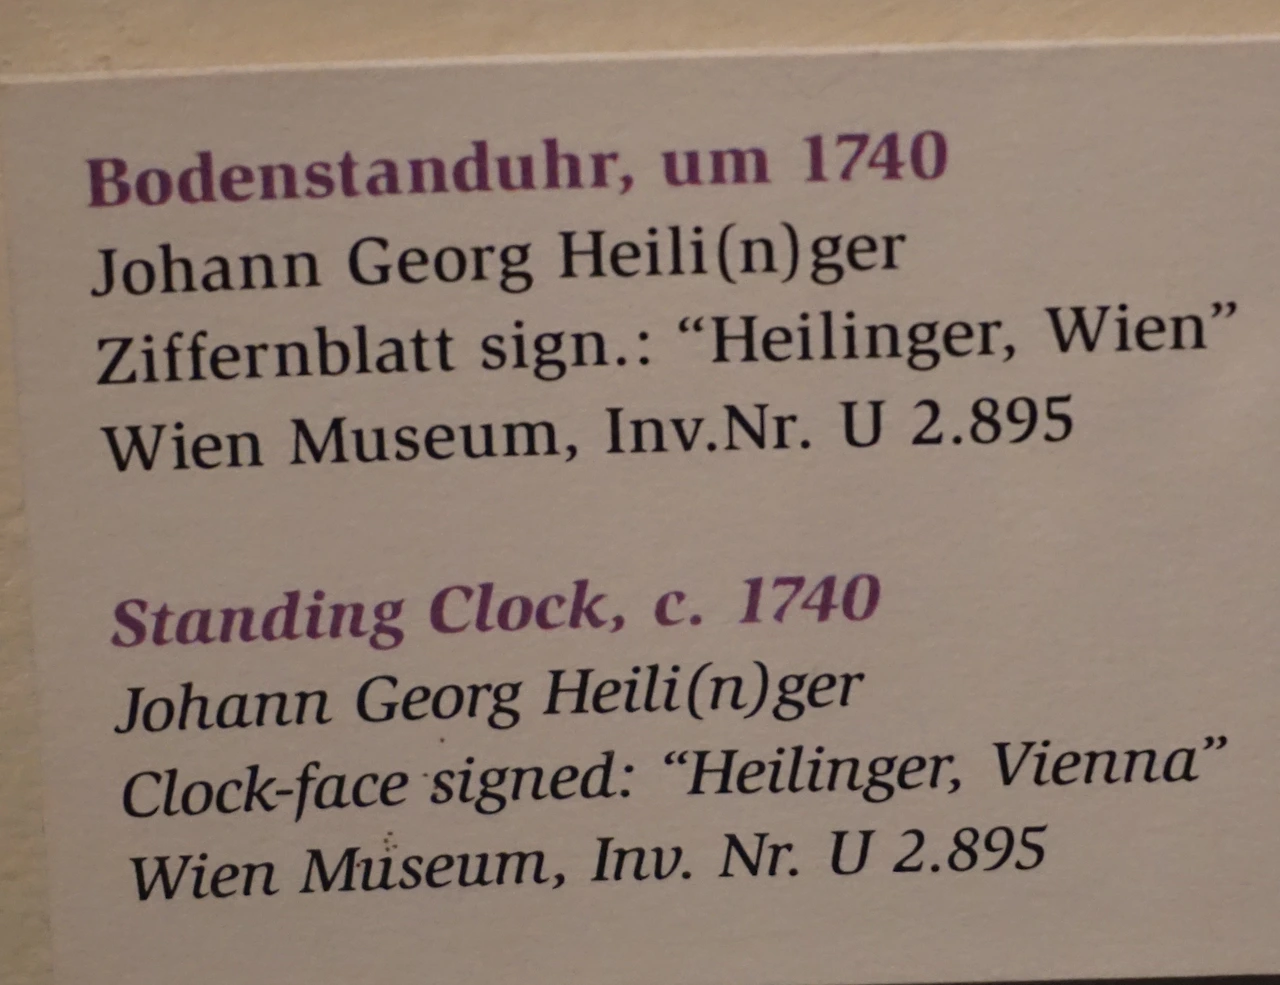 Bodenstanduhr, um 1740
Johann Georg Heili(n)ger
Ziffernblatt sign.: “Heilinger, Wien”
Wien Museum, Inv.Nr. U 2.895
Standing Clock, c. 1740
Johann Georg Heili(n)ger
Clock-face signed: “Heilinger, Vienna”
Wien Museum, Inv. Nr. U 2.895